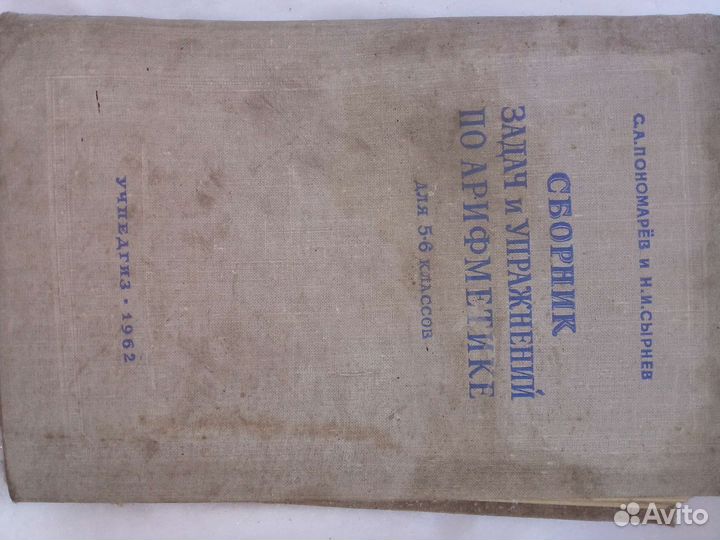 С.А.ПОНОМАРЁВ И Н.И.СЫРНЕВ
СБОРНИК
ЗАДАЧ И УПРАЖНЕНИЙ
ПО АРИФМЕТИКЕ
ДЛЯ 5-6 КЛАССОВ
УЧПЕДГИЗ • 1962
Avito